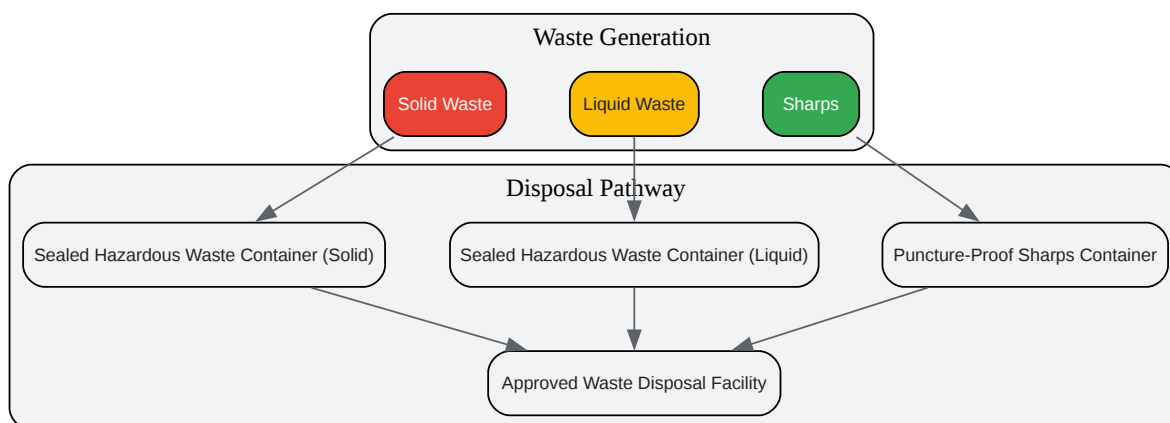 Waste Generation
Solid Waste
Liquid Waste
Sharps
Disposal Pathway
Sealed Hazardous Waste Container (Solid)
Sealed Hazardous Waste Container (Liquid)
Puncture-Proof Sharps Container
Approved Waste Disposal Facility